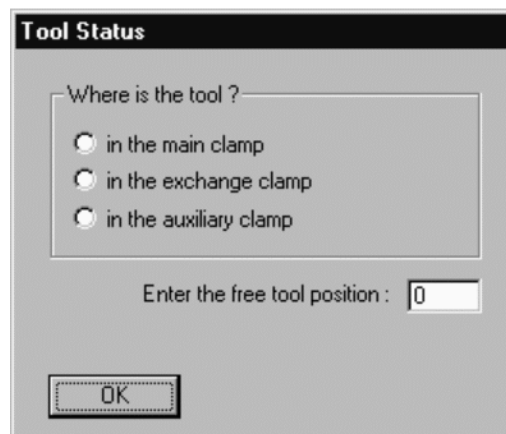 Tool Status
Where is the tool ?
in the main clamp
in the exchange clamp
in the auxiliary clamp
Enter the free tool position : 0
OK